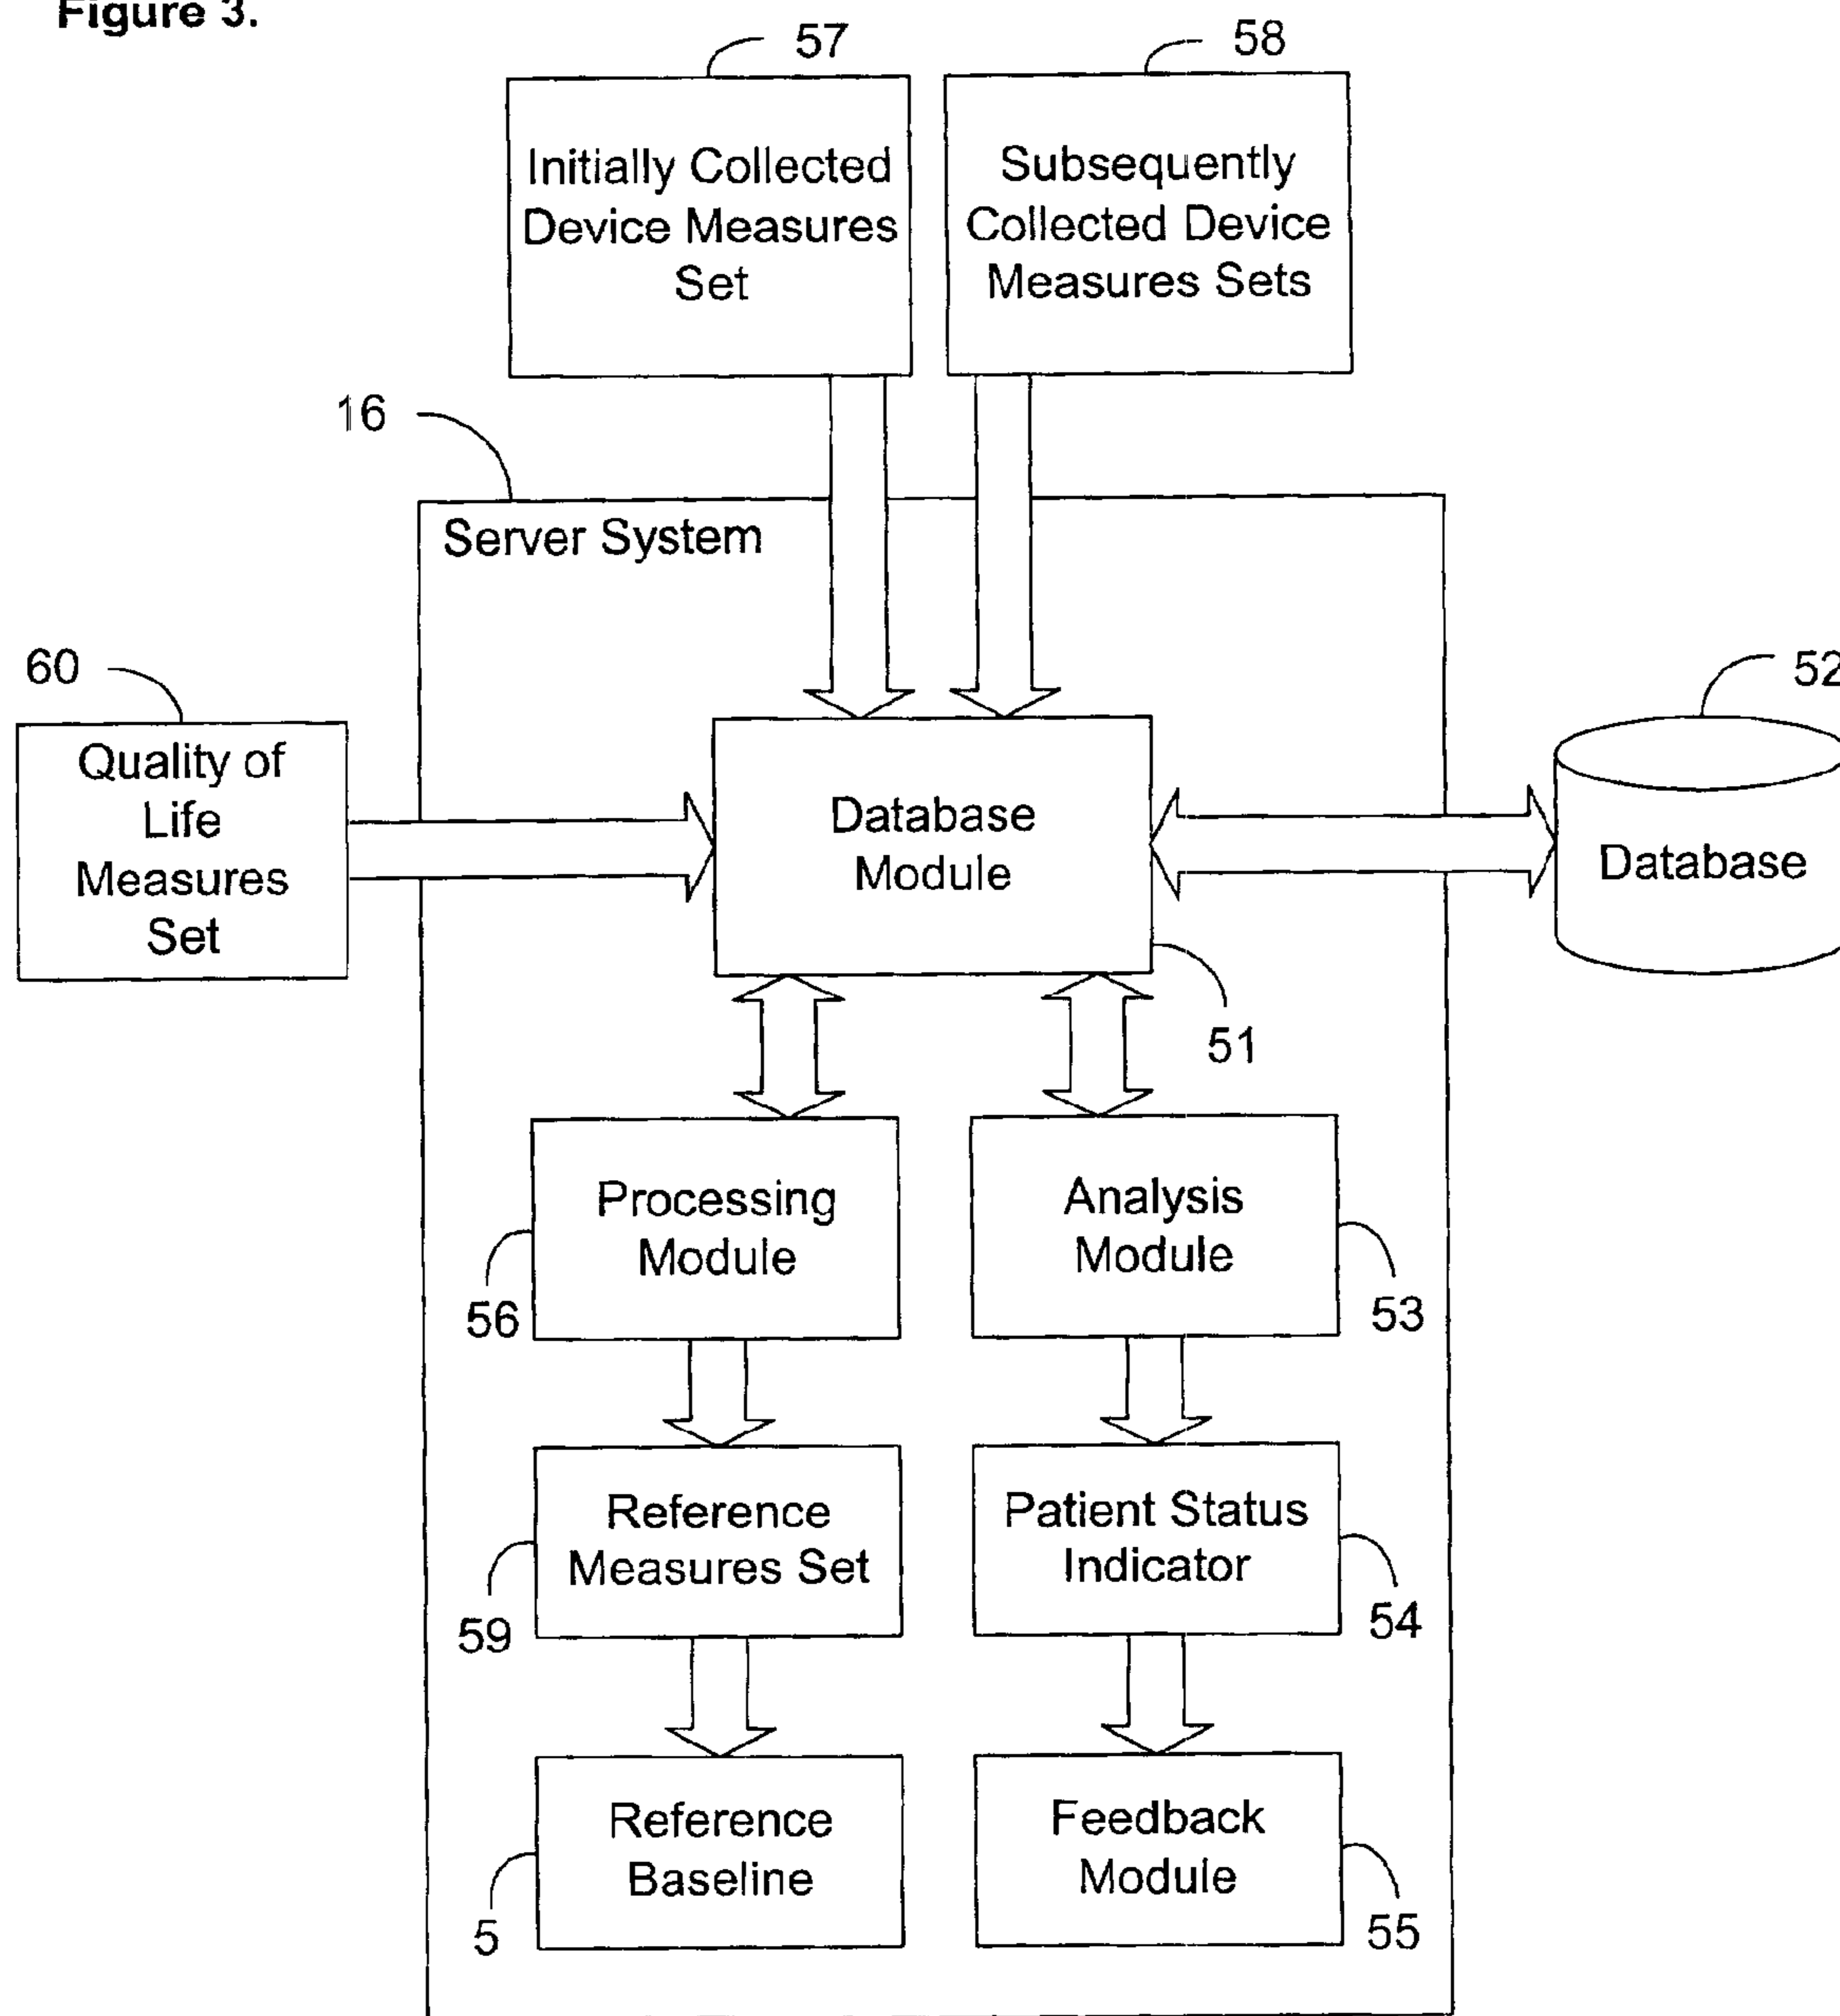 Figure 3.
57
58
Initially Collected
Device Measures
Set
Subsequently
Collected Device
Measures Sets
16
Server System
60
52
Quality of
Life
Measures
Set
Database
Module
Database
51
Processing
Module
Analysis
Module
56
53
Reference
Measures Set
Patient Status
Indicator
59
54
Reference
Baseline
Feedback
Module
5
55